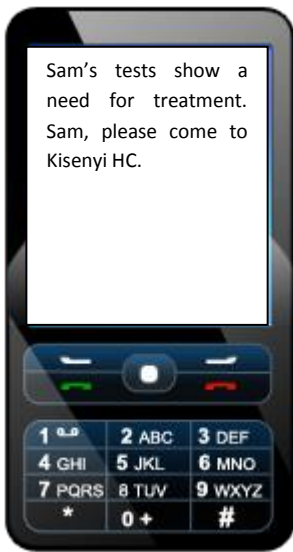 Sam's tests show a
need for treatment.
Sam, please come to
Kisenyi HC.
1
2 ABC
3 DEF
4 GHI
5 JKL
6 MNO
7 PQRS
8 TUV
9 WXYZ
*
0 +
#